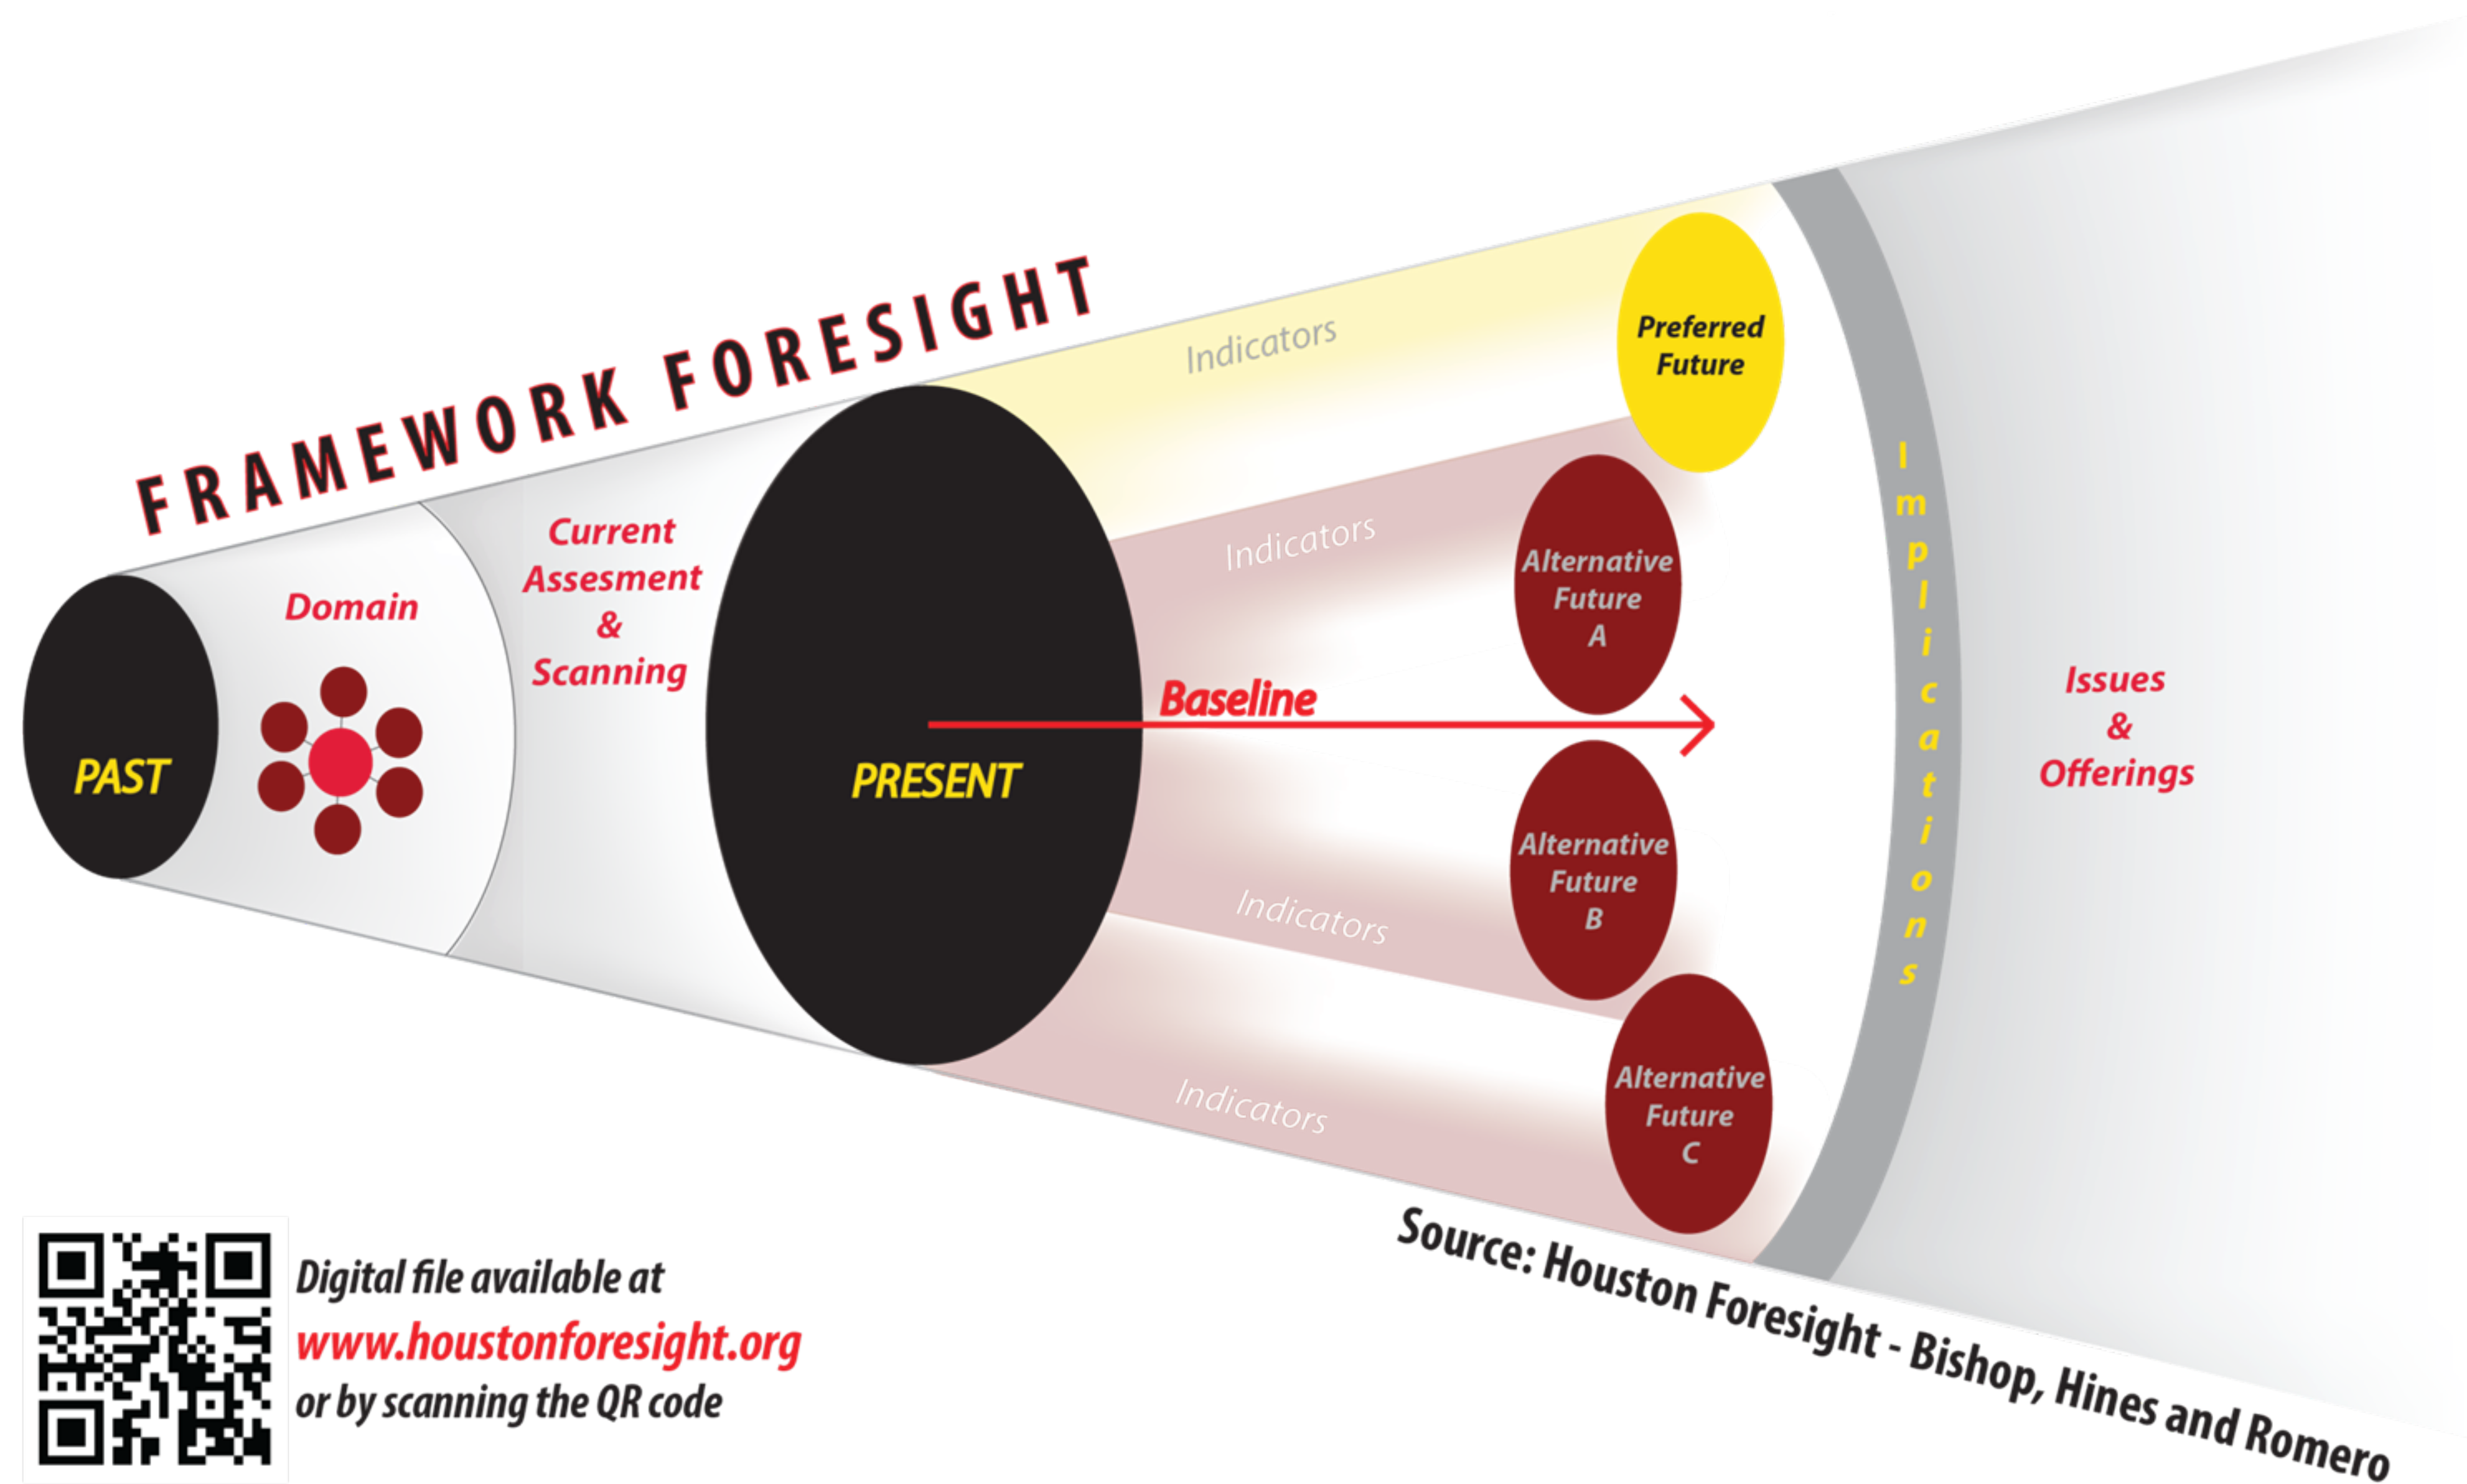 FRAMEWORK FORESIGHT
PAST
Domain
Current
Assesment
&
Scanning
PRESENT
Baseline
Indicators
Indicators
Indicators
Indicators
Preferred
Future
Alternative
Future
A
Alternative
Future
B
Alternative
Future
C
Implications
Issues
&
Offerings
Source: Houston Foresight - Bishop, Hines and Romero
Digital file available at
www.houstonforesight.org
or by scanning the QR code